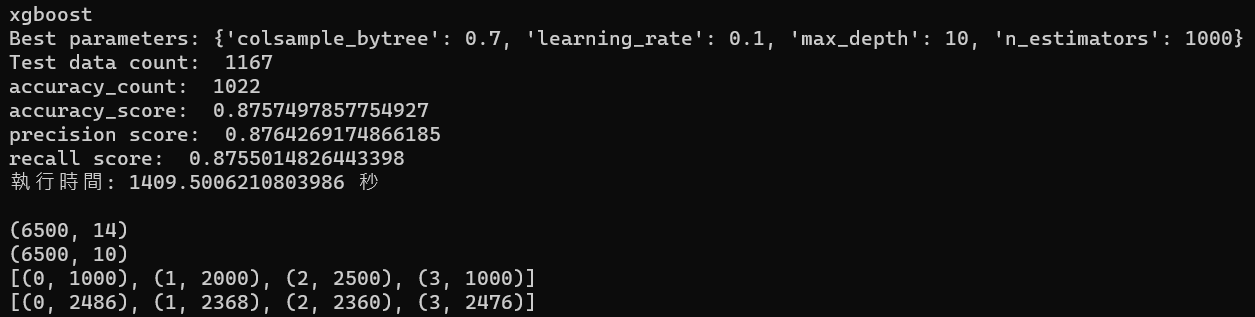 xgboost
Best parameters: {'colsample_bytree': 0.7, 'learning_rate': 0.1, 'max_depth': 10, 'n_estimators': 1000}
Test data count:  1167
accuracy_count:  1022
accuracy_score:  0.8757497857754927
precision score:  0.8764269174866185
recall score:  0.8755014826443398
執行時間: 1409.5006210803986 秒
(6500, 14)
(6500, 10)
[(0, 1000), (1, 2000), (2, 2500), (3, 1000)]
[(0, 2486), (1, 2368), (2, 2360), (3, 2476)]